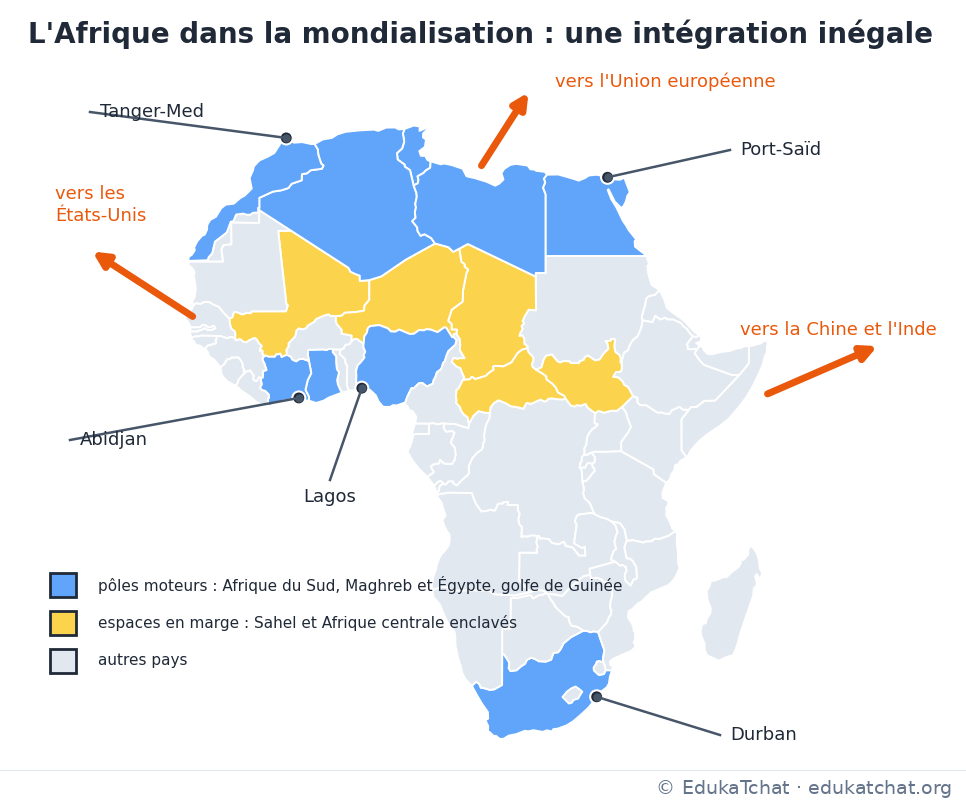 L'Afrique dans la mondialisation : une intégration inégale
vers l'Union européenne
Tanger-Med
Port-Saïd
vers les
États-Unis
vers la Chine et l'Inde
Abidjan
Lagos
pôles moteurs : Afrique du Sud, Maghreb et Égypte, golfe de Guinée
espaces en marge : Sahel et Afrique centrale enclavés
autres pays
Durban
© EdukaTchat · edukatchat.org